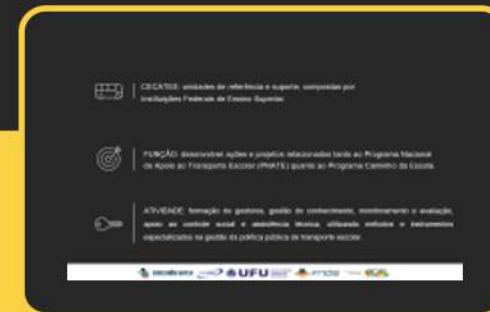 CECATES: unidades de referência e suporte, compostas por
Instituições Federais de Ensino Superior.
FUNÇÃO: desenvolver ações e projetos relacionados tanto ao Programa Nacional
de Apoio ao Transporte Escolar (PNATE) quanto ao Programa Caminho da Escola.
ATIVIDADE: formação de gestores, gestão do conhecimento, monitoramento e avaliação,
apoio ao controle social e assistência técnica, utilizando métodos e instrumentos
especializados na gestão da política pública de transporte escolar.
UFU